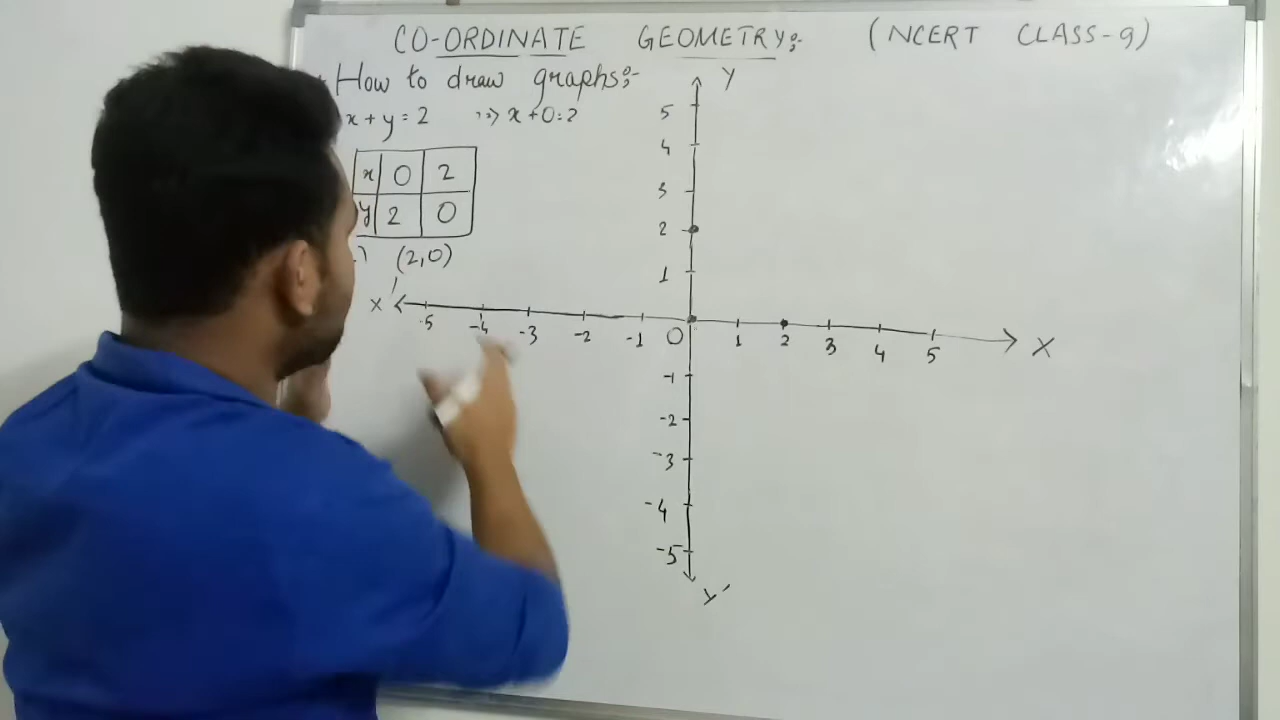 CO-ORDINATE GEOMETRY:- (NCERT CLASS-9)
How to draw graphs:-
x + y = 2 ⇒ x + 0 = 2
x 0 2
y 2 0
) (2,0)
Y
5
4
3
2
1
X' -5 -4 -3 -2 -1 0 1 2 3 4 5 X
-1
-2
-3
-4
-5
Y'